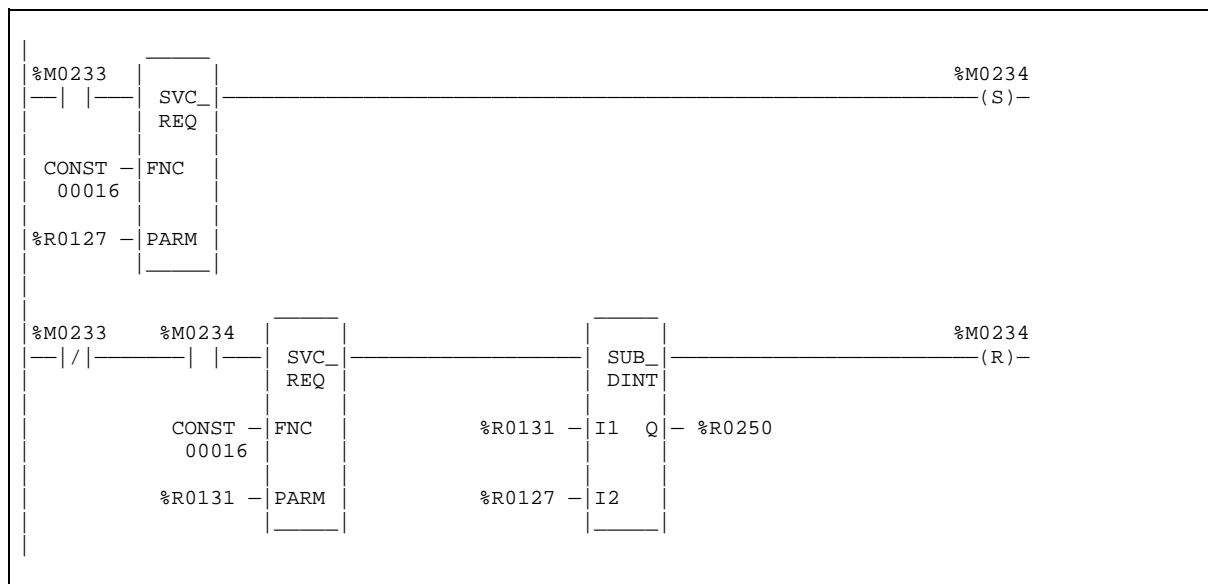 %M0233 %M0234
| | SVC_ (S)
REQ
CONST FNC
00016
%R0127 PARM
%M0233 %M0234 %M0234
|/| | | SVC_ SUB_ (R)
REQ DINT
CONST FNC %R0131 I1 Q %R0250
00016
%R0131 PARM %R0127 I2